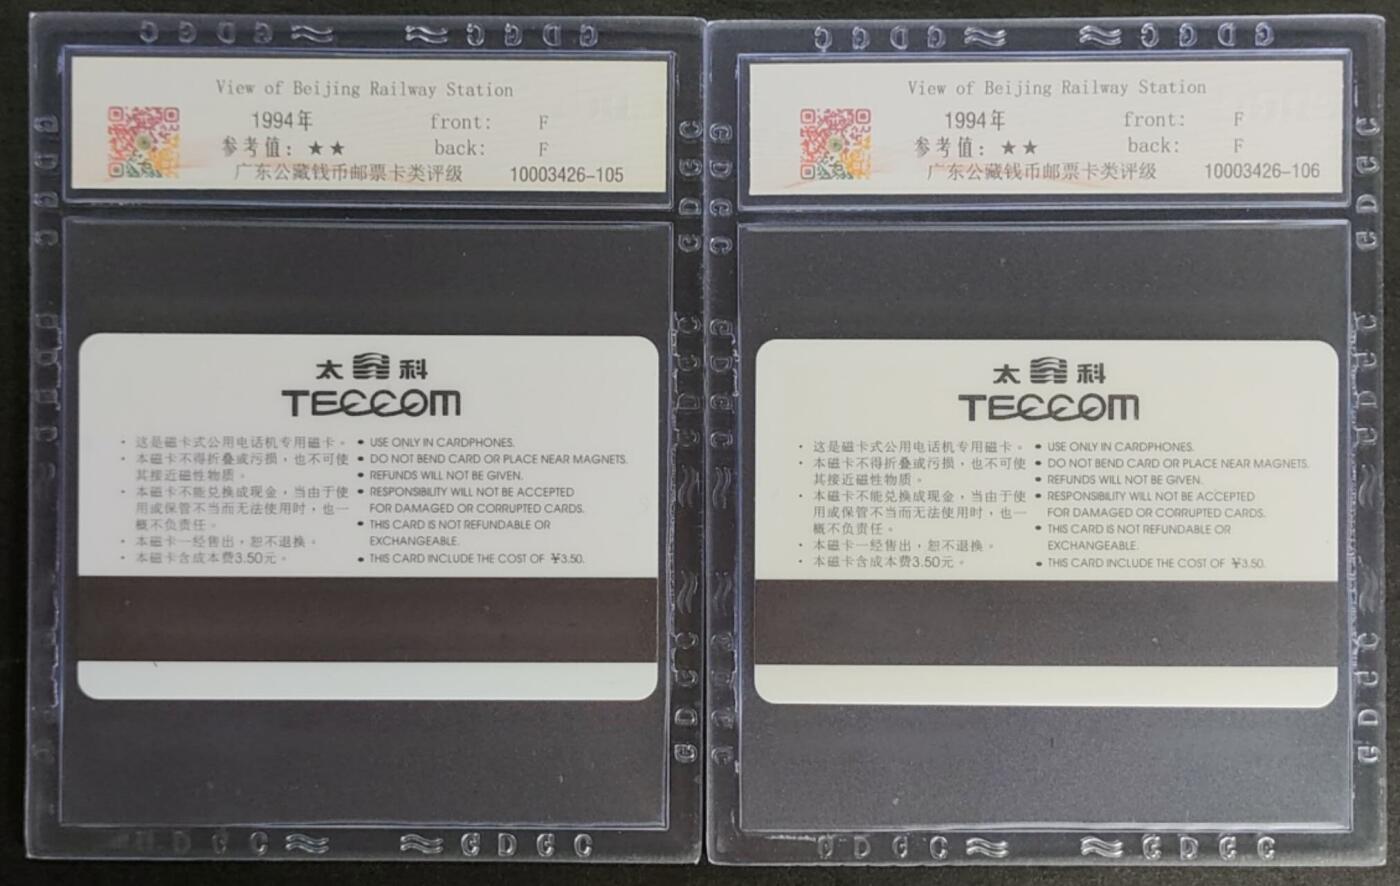 View of Beijing Railway Station
1994年 front: F
参考值：★★ back: F
广东公藏钱币邮票卡类评级 10003426-105
太 科
TECCOM
· 这是磁卡式公用电话机专用磁卡。
· 本磁卡不得折叠或污损，也不可使
其接近磁性物质。
· 本磁卡不能兑换成现金，当由于使
用或保管不当而无法使用时，也一
概不负责任。
· 本磁卡一经售出，恕不退换。
· 本磁卡含成本费3.50元。
● USE ONLY IN CARDPHONES.
● DO NOT BEND CARD OR PLACE NEAR MAGNETS.
● REFUNDS WILL NOT BE GIVEN.
● RESPONSIBILITY WILL NOT BE ACCEPTED
FOR DAMAGED OR CORRUPTED CARDS.
● THIS CARD IS NOT REFUNDABLE OR
EXCHANGEABLE.
● THIS CARD INCLUDE THE COST OF ￥3.50.
View of Beijing Railway Station
1994年 front: F
参考值：★★ back: F
广东公藏钱币邮票卡类评级 10003426-106
太 科
TECCOM
· 这是磁卡式公用电话机专用磁卡。
· 本磁卡不得折叠或污损，也不可使
其接近磁性物质。
· 本磁卡不能兑换成现金，当由于使
用或保管不当而无法使用时，也一
概不负责任。
· 本磁卡一经售出，恕不退换。
· 本磁卡含成本费3.50元。
● USE ONLY IN CARDPHONES.
● DO NOT BEND CARD OR PLACE NEAR MAGNETS.
● REFUNDS WILL NOT BE GIVEN.
● RESPONSIBILITY WILL NOT BE ACCEPTED
FOR DAMAGED OR CORRUPTED CARDS.
● THIS CARD IS NOT REFUNDABLE OR
EXCHANGEABLE.
● THIS CARD INCLUDE THE COST OF ￥3.50.